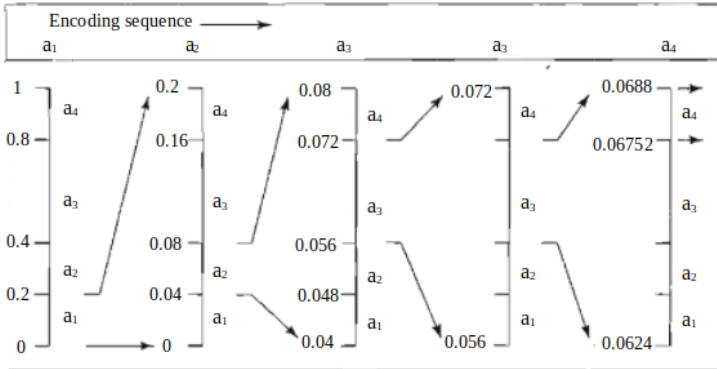 Encoding sequence
a₁ a₂ a₃ a₃ a₄
1 0.2 0.08 0.072 0.0688
a₄ a₄ a₄ a₄ a₄
0.8 0.16 0.072 0.06752
a₃ a₃ a₃ a₃ a₃
0.4 0.08 0.056
a₂ a₂ a₂ a₂ a₂
0.2 0.04 0.048
a₁ a₁ a₁ a₁ a₁
0 0 0.04 0.056 0.0624